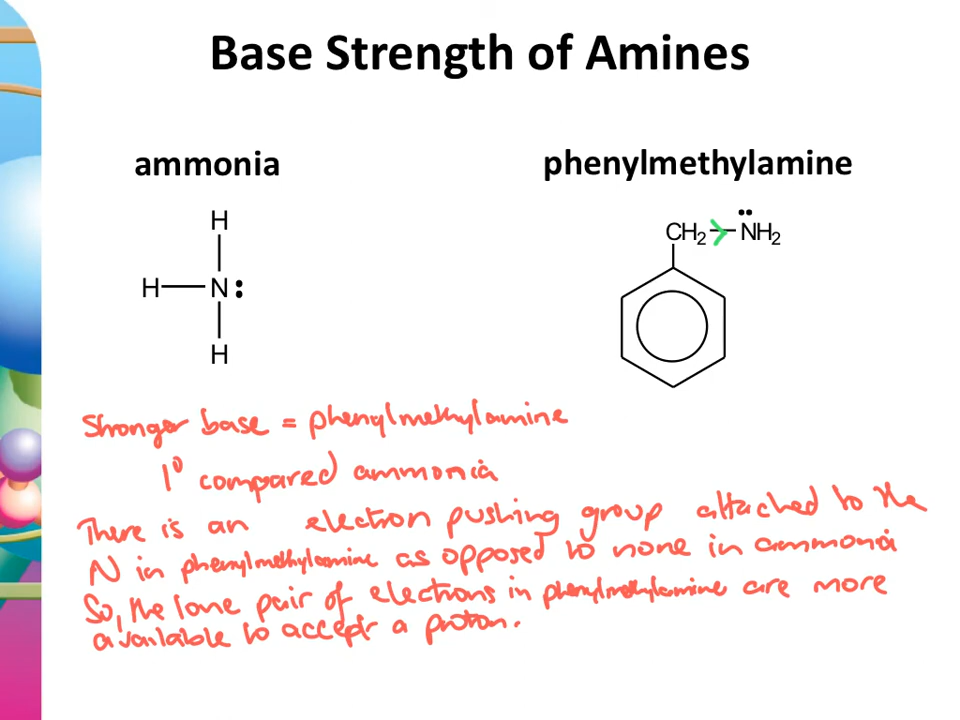 Base Strength of Amines
ammonia
phenylmethylamine
H
H N :
H
CH2 NH2
Stronger base = phenylmethylamine
1° compared ammonia
There is an electron pushing group attached to the
N in phenylmethylamine as opposed to none in ammonia
So, the lone pair of electrons in phenylmethylamine are more
available to accept a proton.